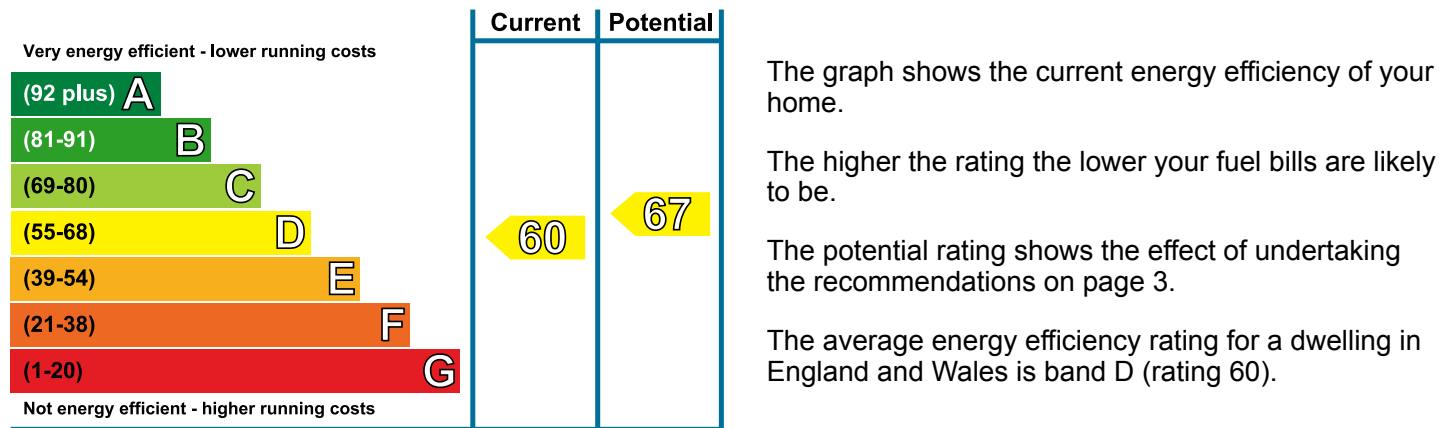 Current Potential
Very energy efficient - lower running costs
(92 plus) A
(81-91) B
(69-80) C
(55-68) D
(39-54) E
(21-38) F
(1-20) G
Not energy efficient - higher running costs
60
67
The graph shows the current energy efficiency of your
home.
The higher the rating the lower your fuel bills are likely
to be.
The potential rating shows the effect of undertaking
the recommendations on page 3.
The average energy efficiency rating for a dwelling in
England and Wales is band D (rating 60).